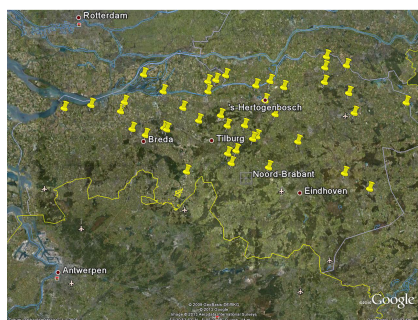 Rotterdam
's-Hertogenbosch
Breda
Tilburg
Noord-Brabant
Eindhoven
Antwerpen
Google